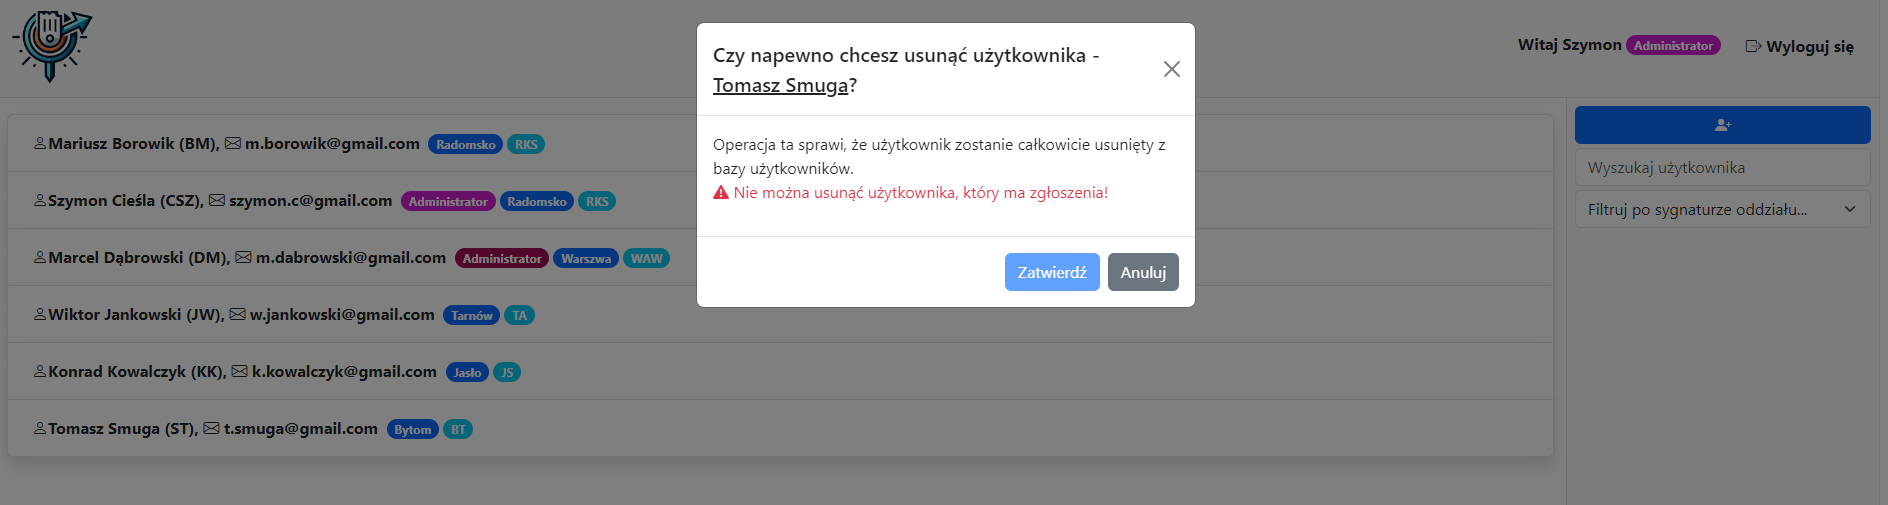 Witaj Szymon Administrator Wyloguj się
Czy napewno chcesz usunąć użytkownika -
Tomasz Smuga?
Operacja ta sprawi, że użytkownik zostanie całkowicie usunięty z
bazy użytkowników.
Nie można usunąć użytkownika, który ma zgłoszenia!
Zatwierdź Anuluj
Mariusz Borowik (BM), m.borowik@gmail.com Radomsko RKS
Szymon Cieśla (CSZ), szymon.c@gmail.com Administrator Radomsko RKS
Marcel Dąbrowski (DM), m.dabrowski@gmail.com Administrator Warszwa WAW
Wiktor Jankowski (JW), w.jankowski@gmail.com Tarnów TA
Konrad Kowalczyk (KK), k.kowalczyk@gmail.com Jasło JS
Tomasz Smuga (ST), t.smuga@gmail.com Bytom BT
Wyszukaj użytkownika
Filtruj po sygnaturze oddziału...